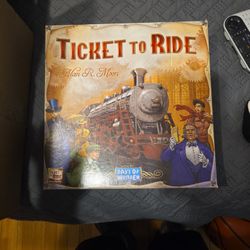 TICKET TO RIDE
Alan R. Moon
DAYS OF
WONDER